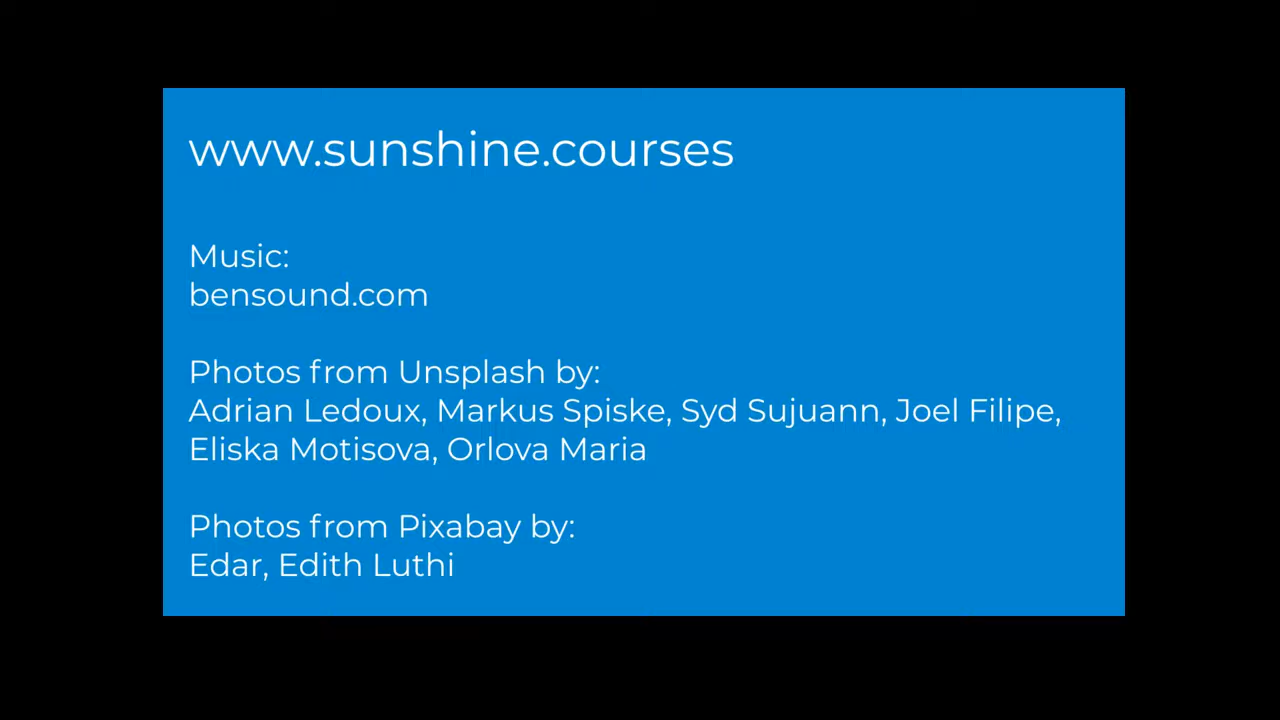 www.sunshine.courses
Music:
bensound.com
Photos from Unsplash by:
Adrian Ledoux, Markus Spiske, Syd Sujuann, Joel Filipe,
Eliska Motisova, Orlova Maria
Photos from Pixabay by:
Edar, Edith Luthi